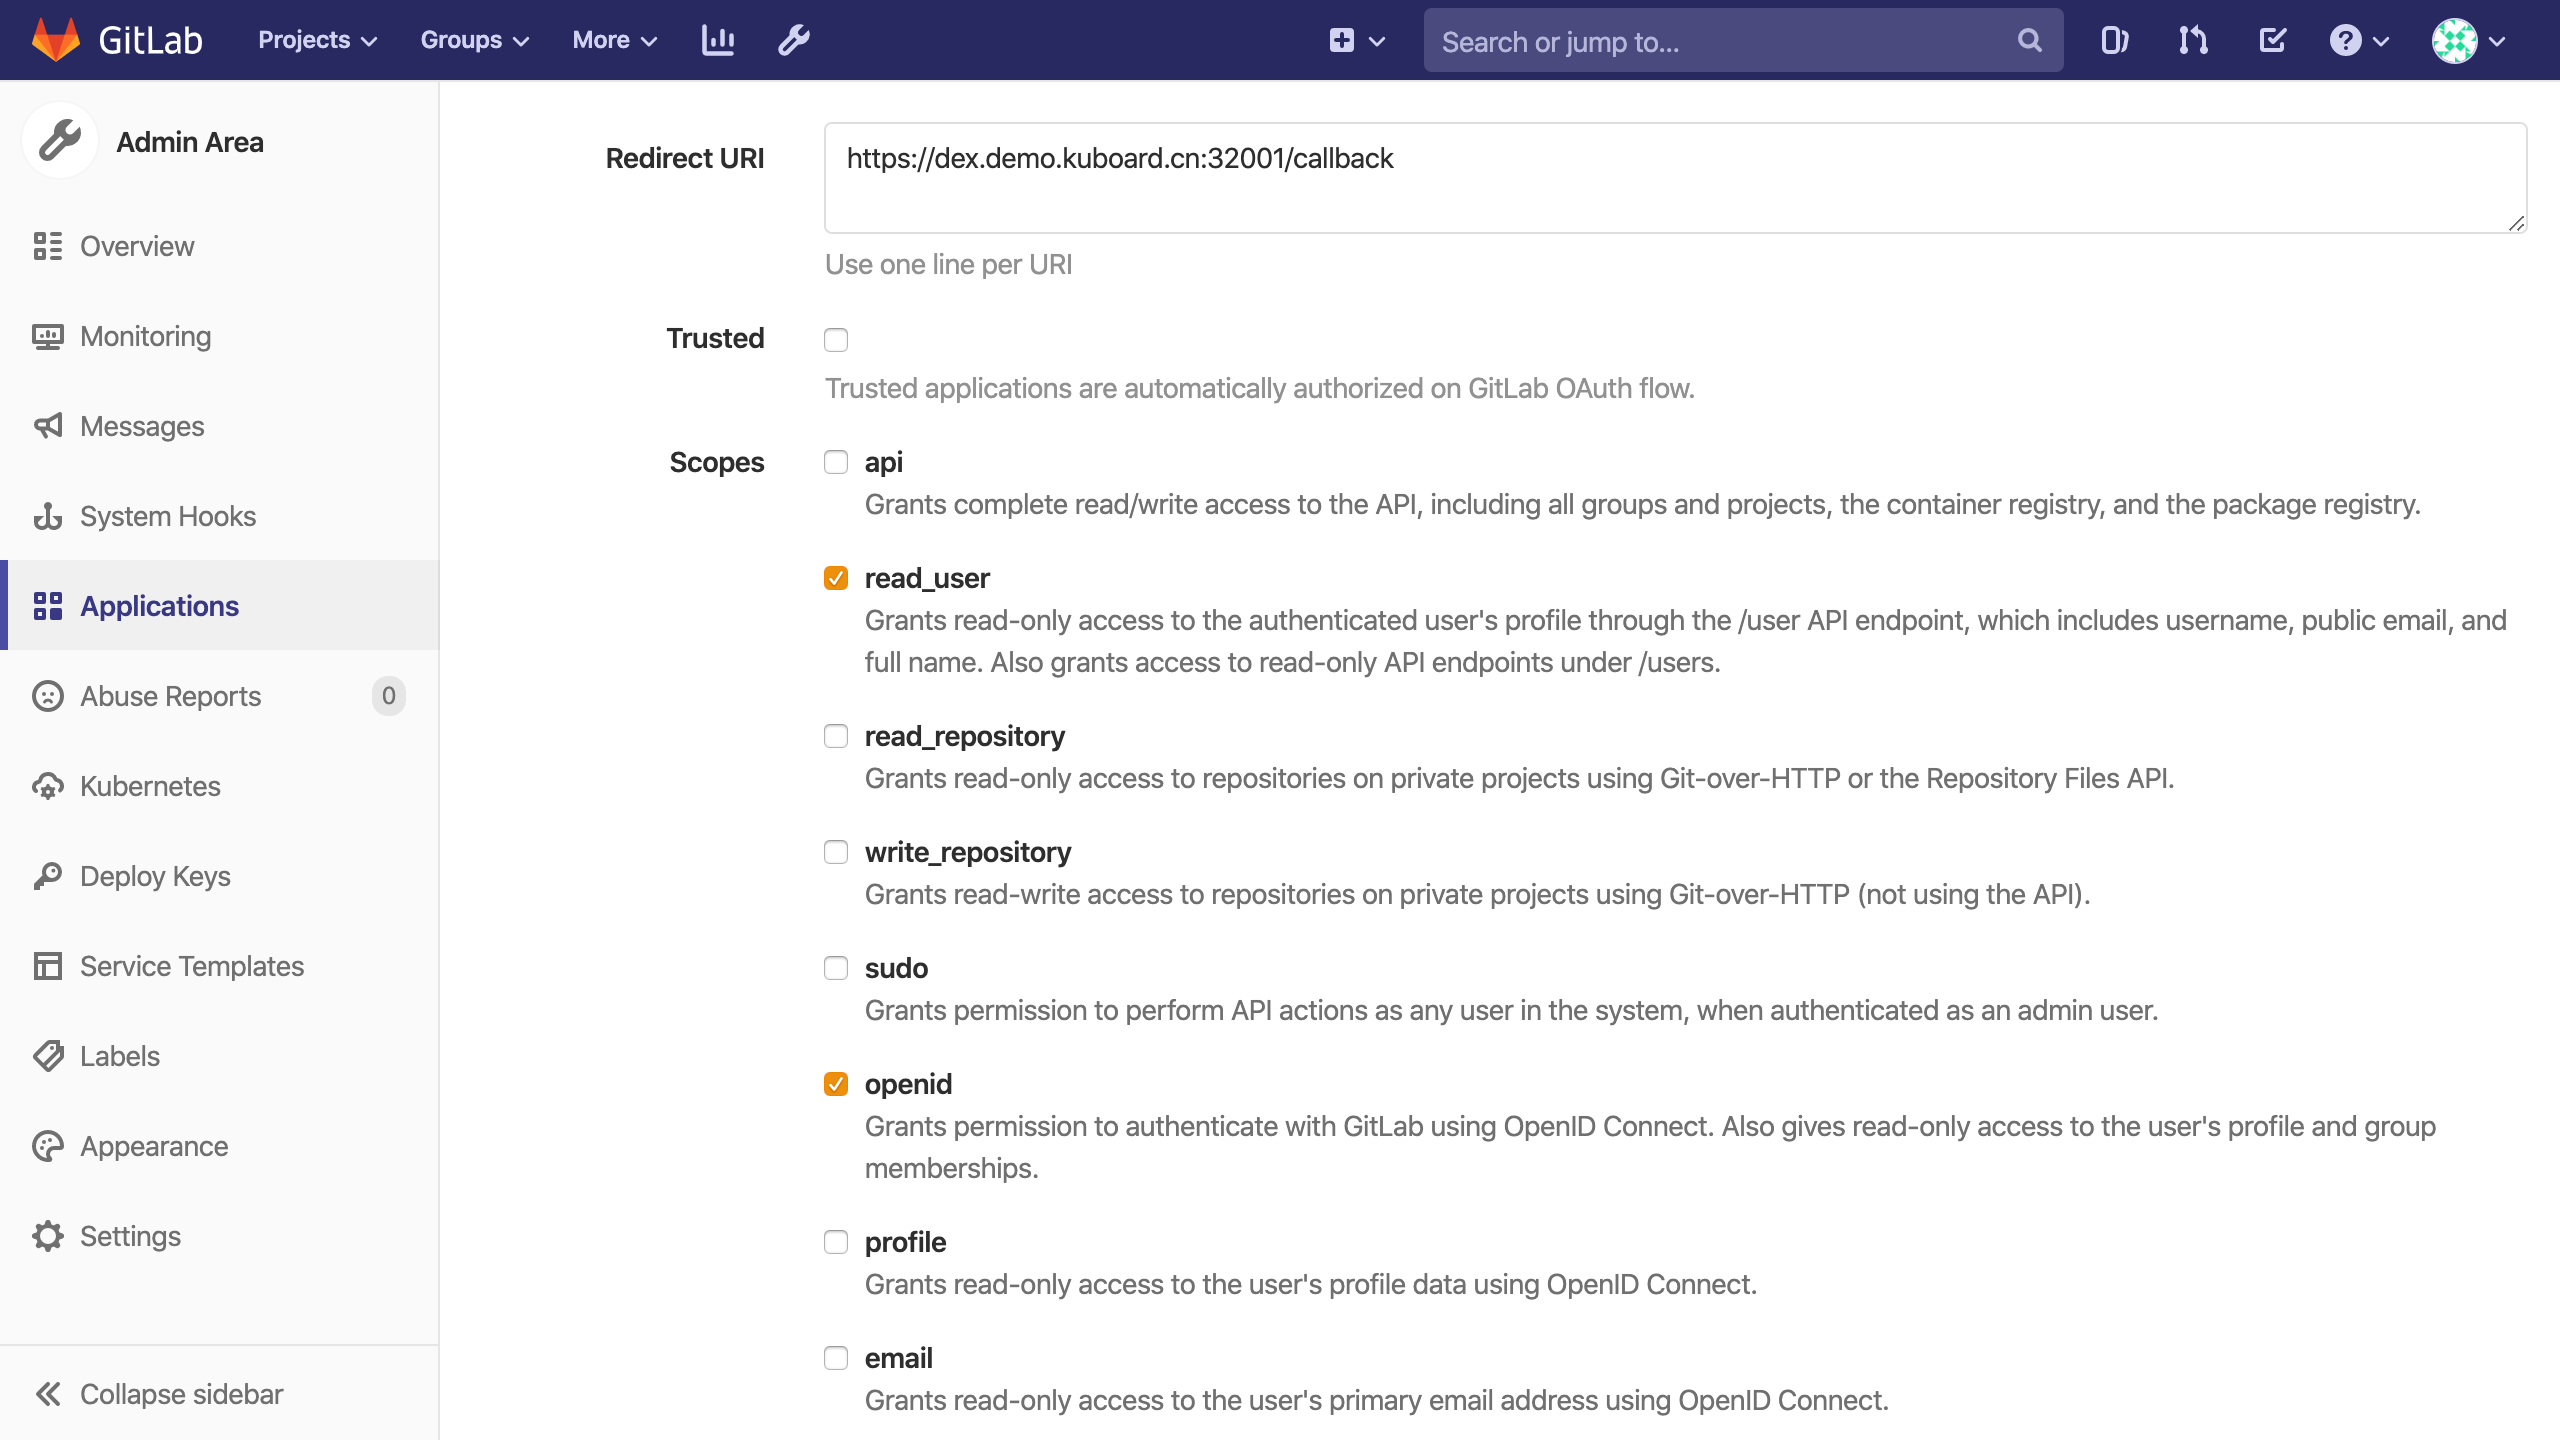 GitLab
Projects
Groups
More
Search or jump to...
Admin Area
Overview
Monitoring
Messages
System Hooks
Applications
Abuse Reports 0
Kubernetes
Deploy Keys
Service Templates
Labels
Appearance
Settings
Collapse sidebar
Redirect URI
https://dex.demo.kuboard.cn:32001/callback
Use one line per URI
Trusted
Trusted applications are automatically authorized on GitLab OAuth flow.
Scopes
api
Grants complete read/write access to the API, including all groups and projects, the container registry, and the package registry.
read_user
Grants read-only access to the authenticated user's profile through the /user API endpoint, which includes username, public email, and
full name. Also grants access to read-only API endpoints under /users.
read_repository
Grants read-only access to repositories on private projects using Git-over-HTTP or the Repository Files API.
write_repository
Grants read-write access to repositories on private projects using Git-over-HTTP (not using the API).
sudo
Grants permission to perform API actions as any user in the system, when authenticated as an admin user.
openid
Grants permission to authenticate with GitLab using OpenID Connect. Also gives read-only access to the user's profile and group
memberships.
profile
Grants read-only access to the user's profile data using OpenID Connect.
email
Grants read-only access to the user's primary email address using OpenID Connect.